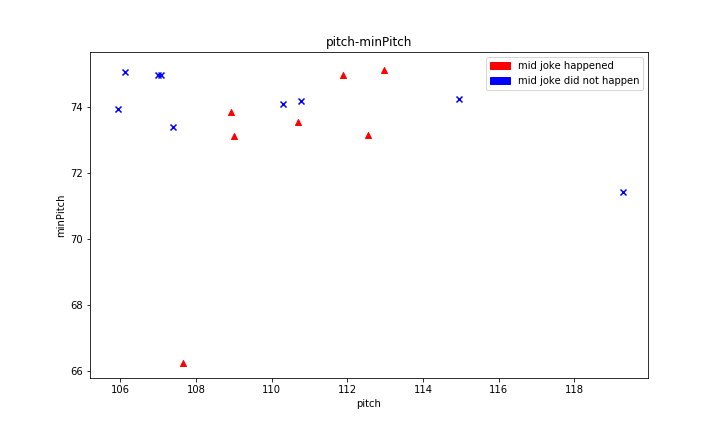 pitch-minPitch
mid joke happened
mid joke did not happen
74
72
70
68
66
minPitch
106 108 110 112 114 116 118
pitch